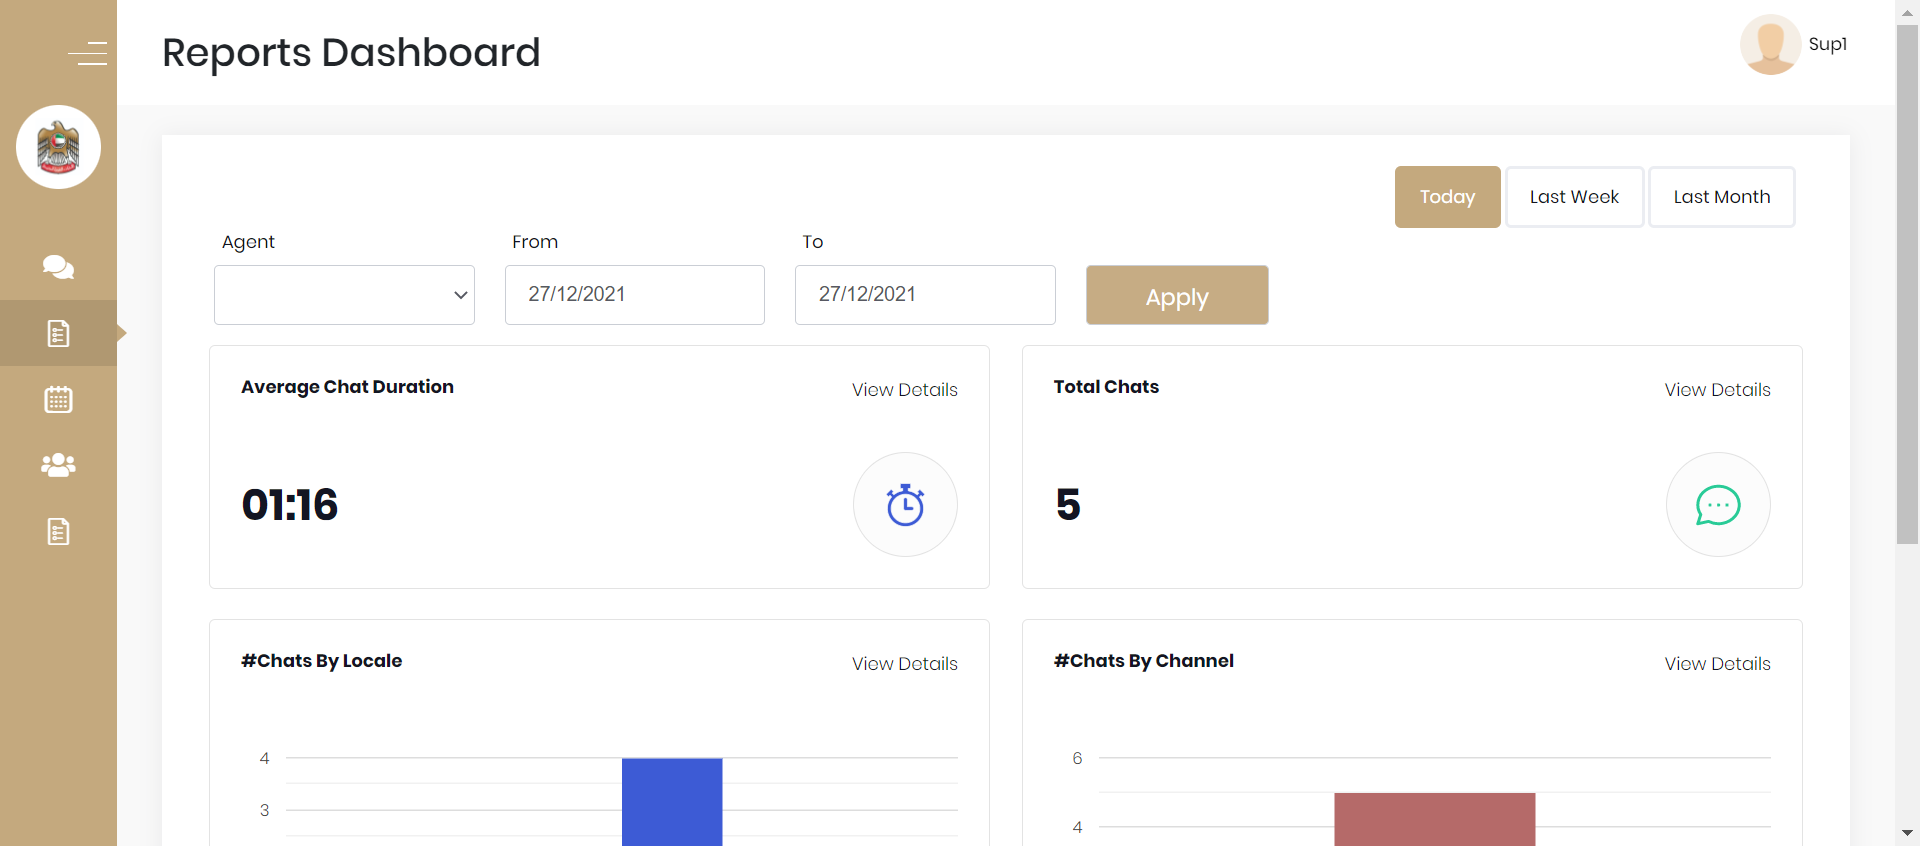 Reports Dashboard
Sup1
Today
Last Week
Last Month
Agent
From
To
27/12/2021
27/12/2021
Apply
Average Chat Duration
View Details
01:16
Total Chats
View Details
5
#Chats By Locale
View Details
4
3
#Chats By Channel
View Details
6
4